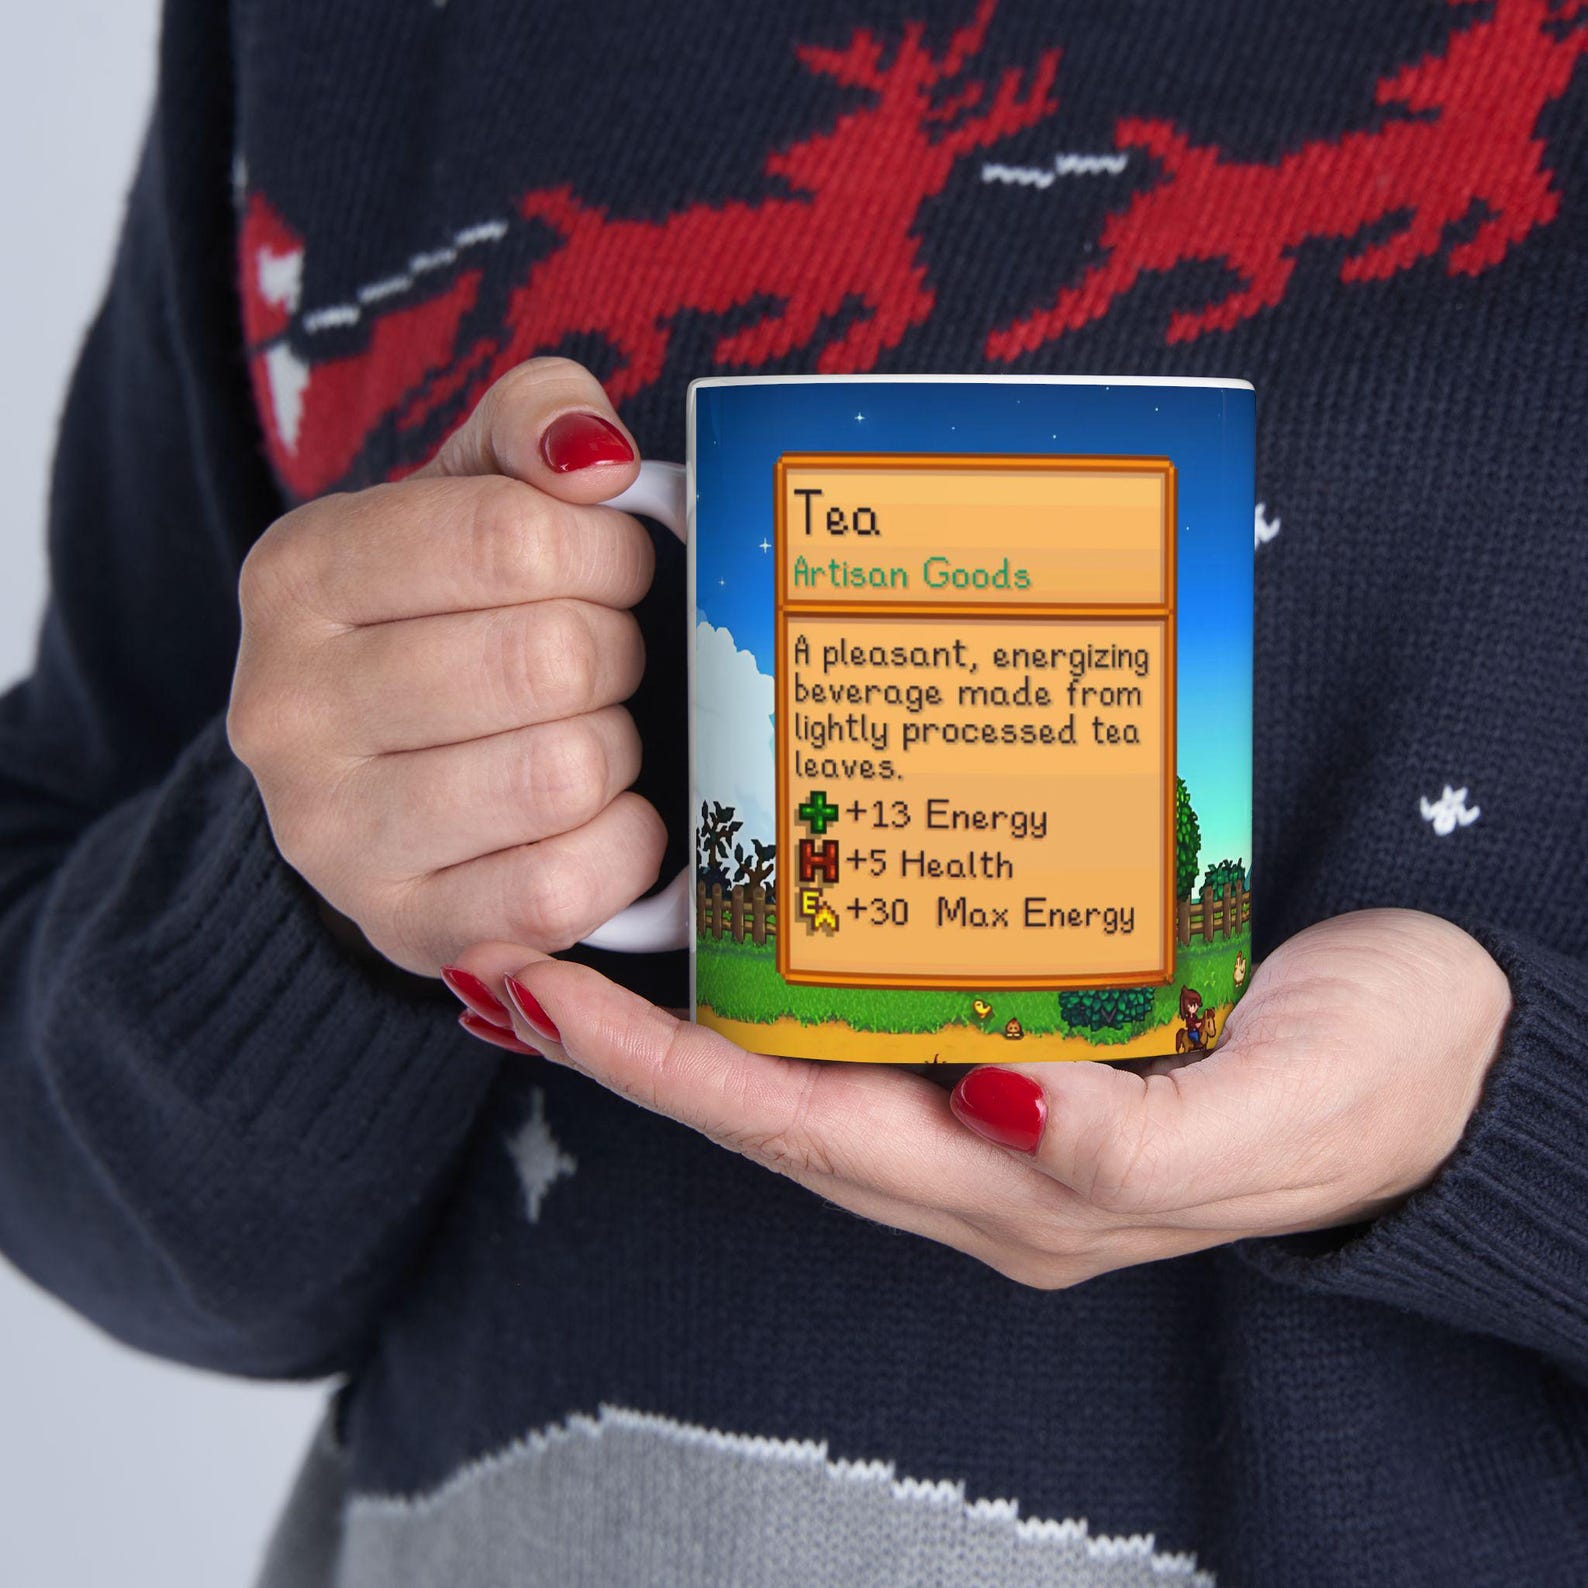 Tea
Artisan Goods
A pleasant, energizing
beverage made from
lightly processed tea
leaves.
+13 Energy
H +5 Health
E +30 Max Energy